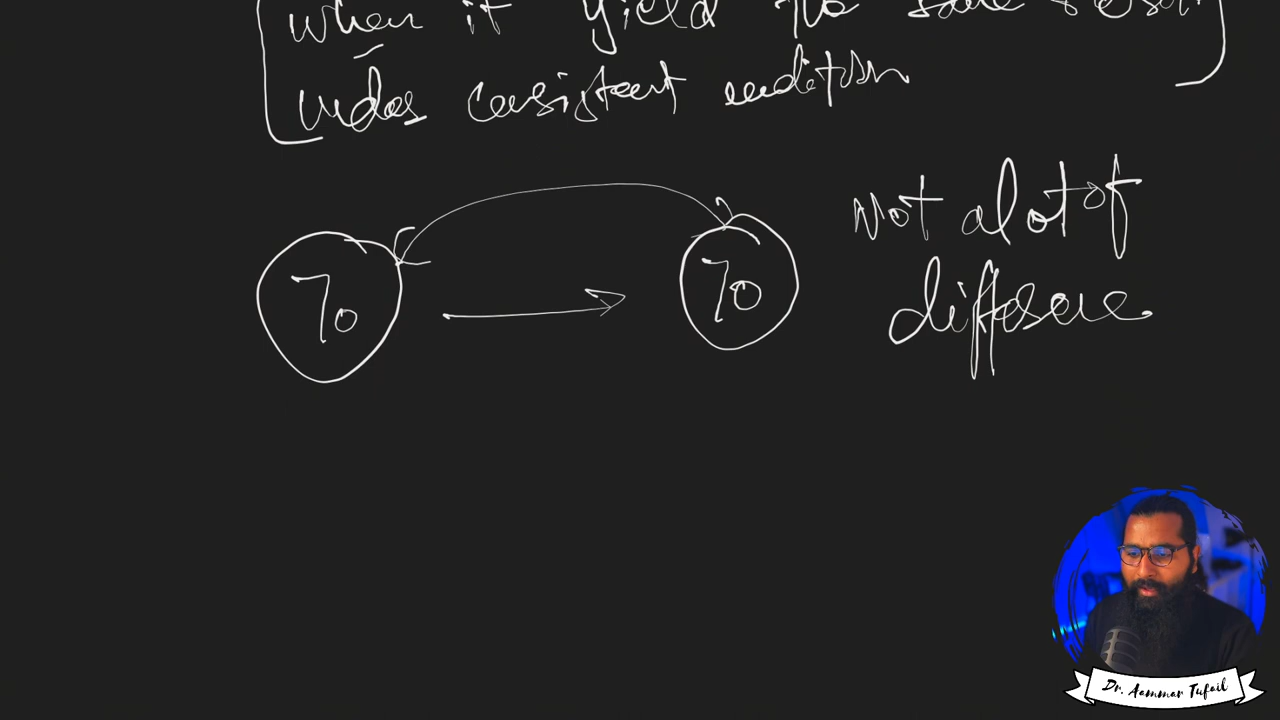 when it yield the same result
under consistent condition
Not a lot of
70 70
difference
Dr. Aammar Tufail